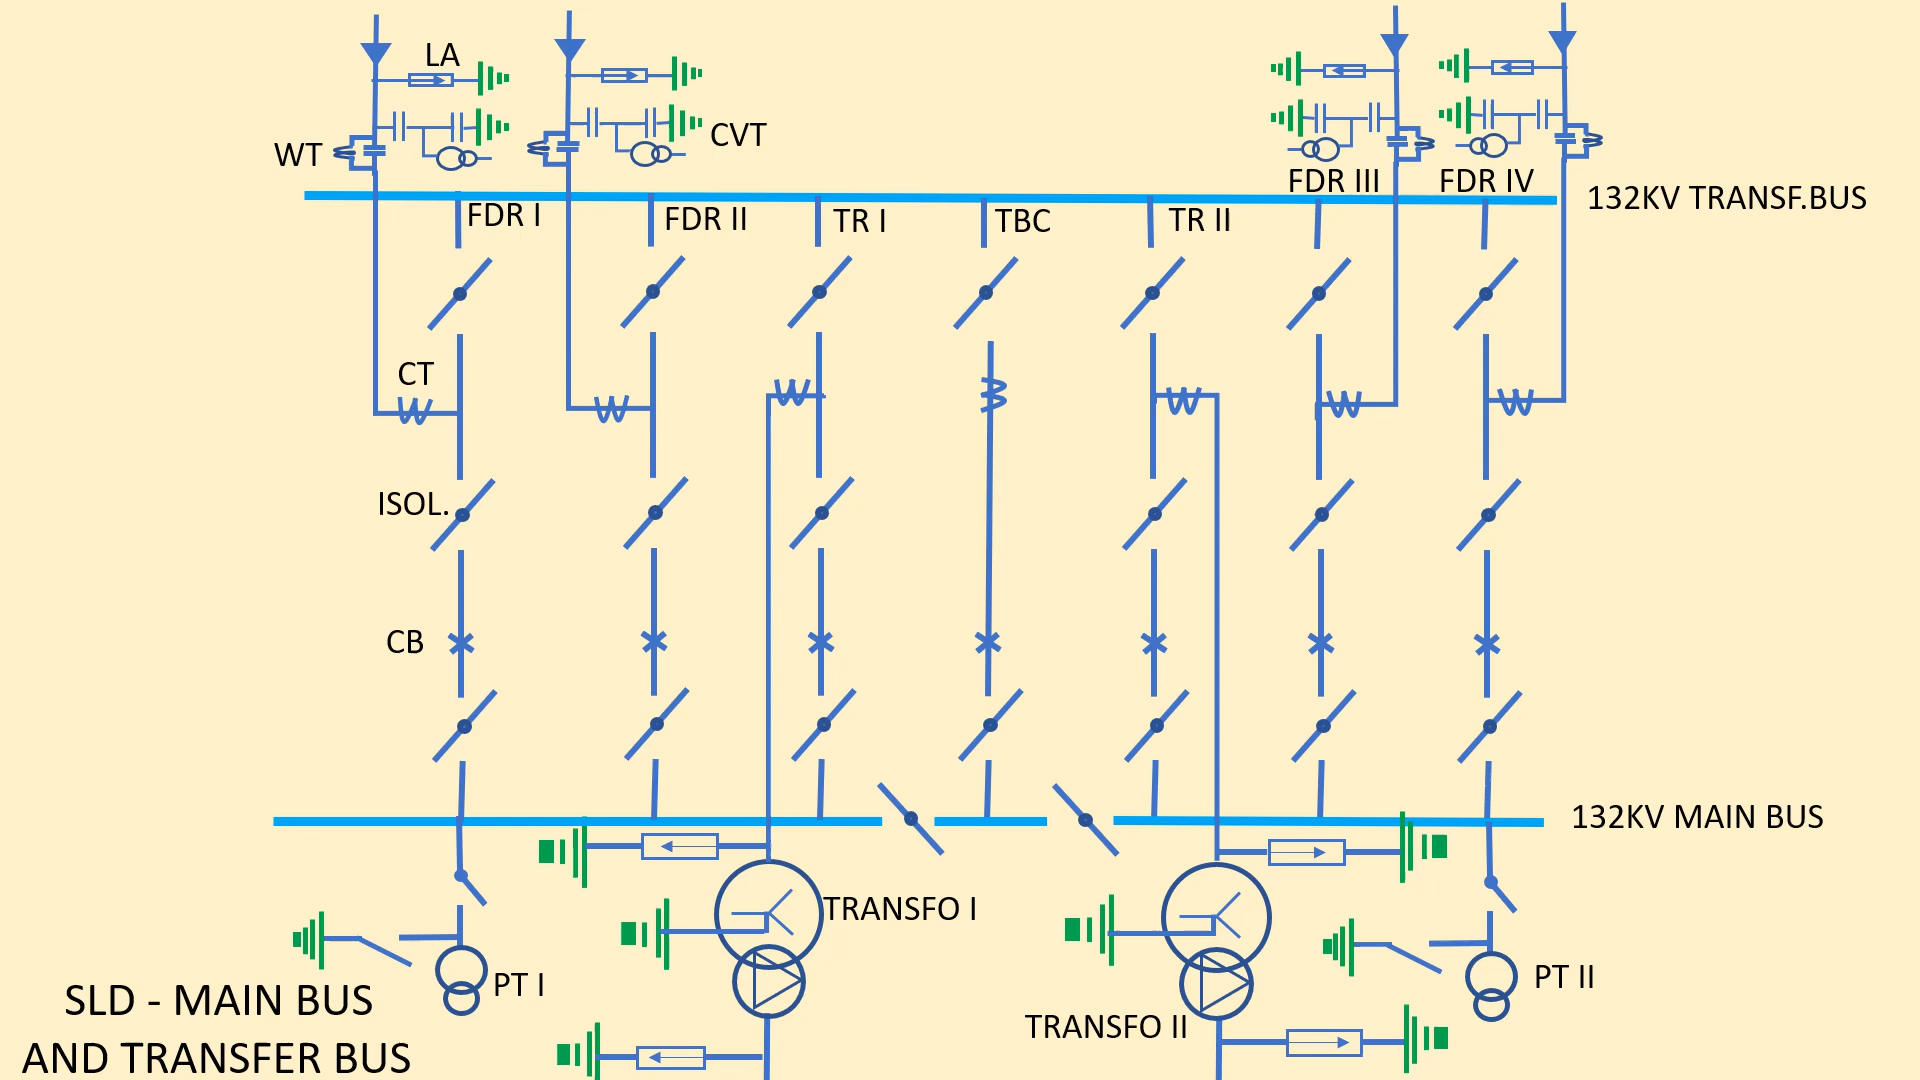 LA
WT
CVT
FDR III
FDR IV
132KV TRANSF.BUS
FDR I
FDR II
TR I
TBC
TR II
CT
ISOL.
CB
132KV MAIN BUS
TRANSFO I
PT I
PT II
TRANSFO II
SLD - MAIN BUS
AND TRANSFER BUS